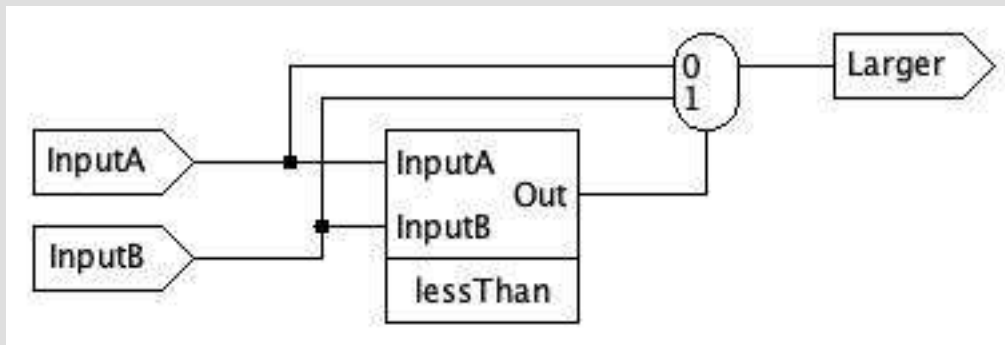 0
1
Larger
InputA
InputB
InputA
Out
InputB
lessThan